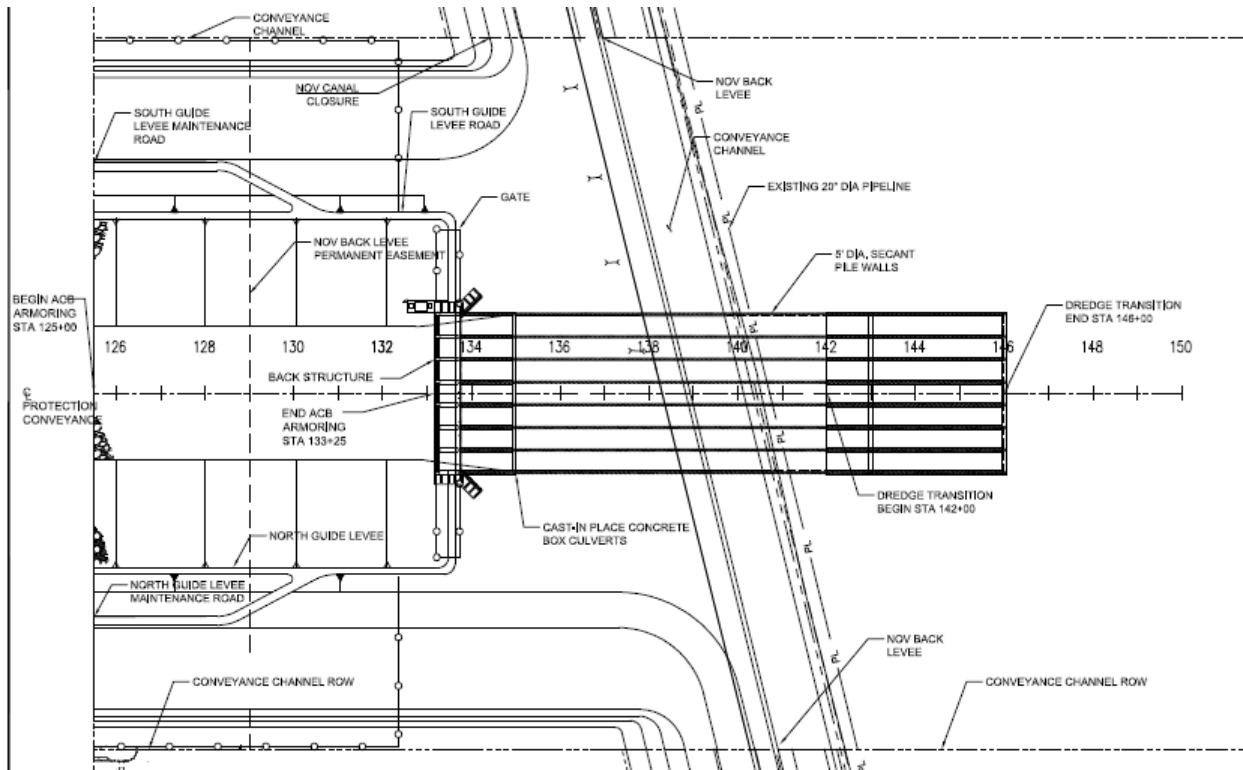 CONVEYANCE
CHANNEL
NOV CANAL
CLOSURE
SOUTH GUIDE
LEVEE MAINTENANCE
ROAD
SOUTH GUIDE
LEVEE ROAD
NOV BACK
LEVEE
PL
CONVEYANCE
CHANNEL
EXISTING 20" DIA PIPELINE
GATE
PL
NOV BACK LEVEE
PERMANENT EASEMENT
5' DIA, SECANT
PILE WALLS
BEGIN ACB
ARMORING
STA 125+00
DREDGE TRANSITION
END STA 146+00
PL
126 128 130 132 134 136 138 140 142 144 146 148 150
BACK STRUCTURE
℄
PROTECTION
CONVEYANCE
END ACB
ARMORING
STA 133+25
PL
DREDGE TRANSITION
BEGIN STA 142+00
CAST-IN PLACE CONCRETE
BOX CULVERTS
NORTH GUIDE LEVEE
PL
NORTH GUIDE LEVEE
MAINTENANCE ROAD
NOV BACK
LEVEE
PL
CONVEYANCE CHANNEL ROW
CONVEYANCE CHANNEL ROW
PL